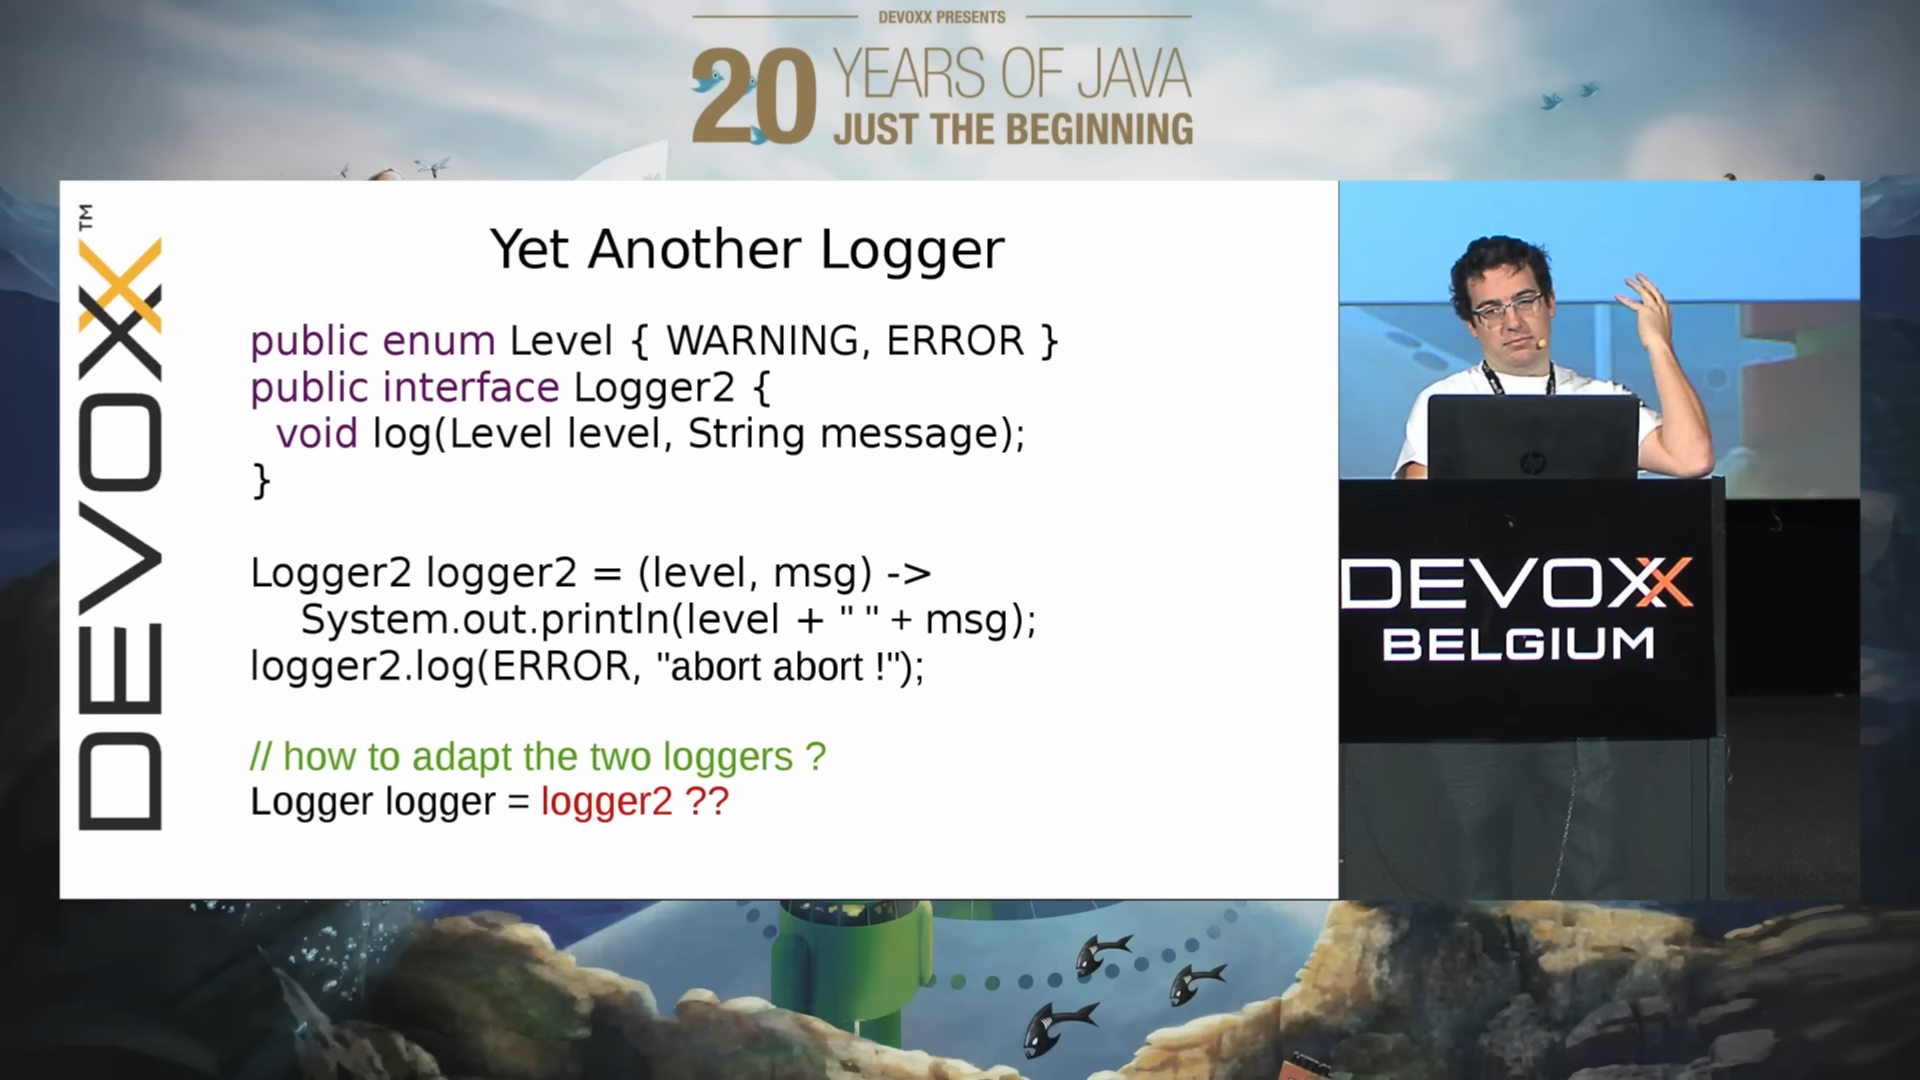 DEVOXX PRESENTS
20 YEARS OF JAVA
JUST THE BEGINNING
DEVOXX™
Yet Another Logger
public enum Level { WARNING, ERROR }
public interface Logger2 {
void log(Level level, String message);
}
Logger2 logger2 = (level, msg) ->
System.out.println(level + " " + msg);
logger2.log(ERROR, "abort abort !");
// how to adapt the two loggers ?
Logger logger = logger2 ??
hp
DEVOXX
BELGIUM